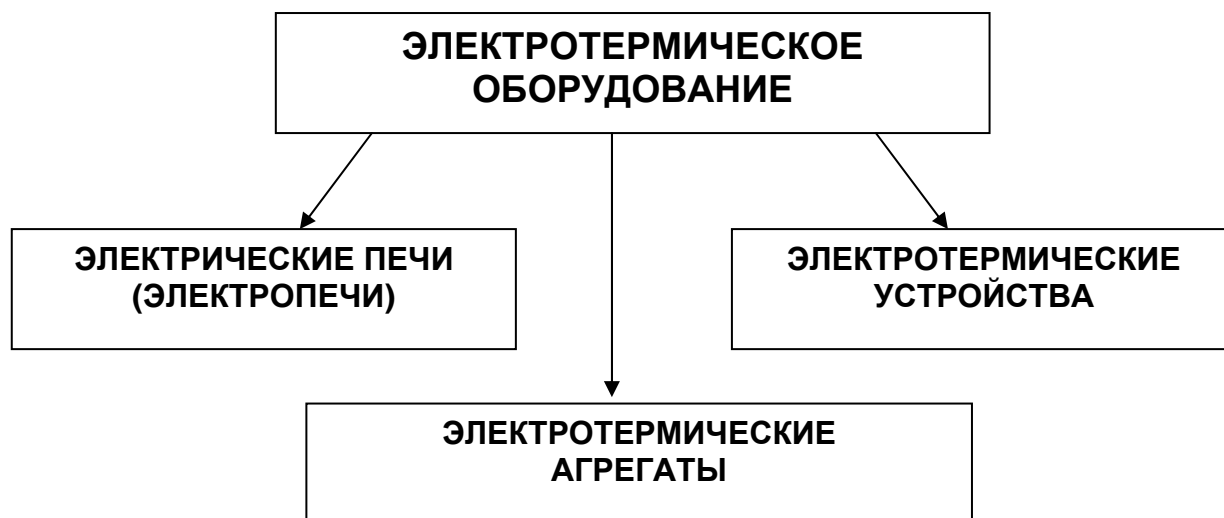 ЭЛЕКТРОТЕРМИЧЕСКОЕ
ОБОРУДОВАНИЕ
ЭЛЕКТРИЧЕСКИЕ ПЕЧИ
(ЭЛЕКТРОПЕЧИ)
ЭЛЕКТРОТЕРМИЧЕСКИЕ
УСТРОЙСТВА
ЭЛЕКТРОТЕРМИЧЕСКИЕ
АГРЕГАТЫ